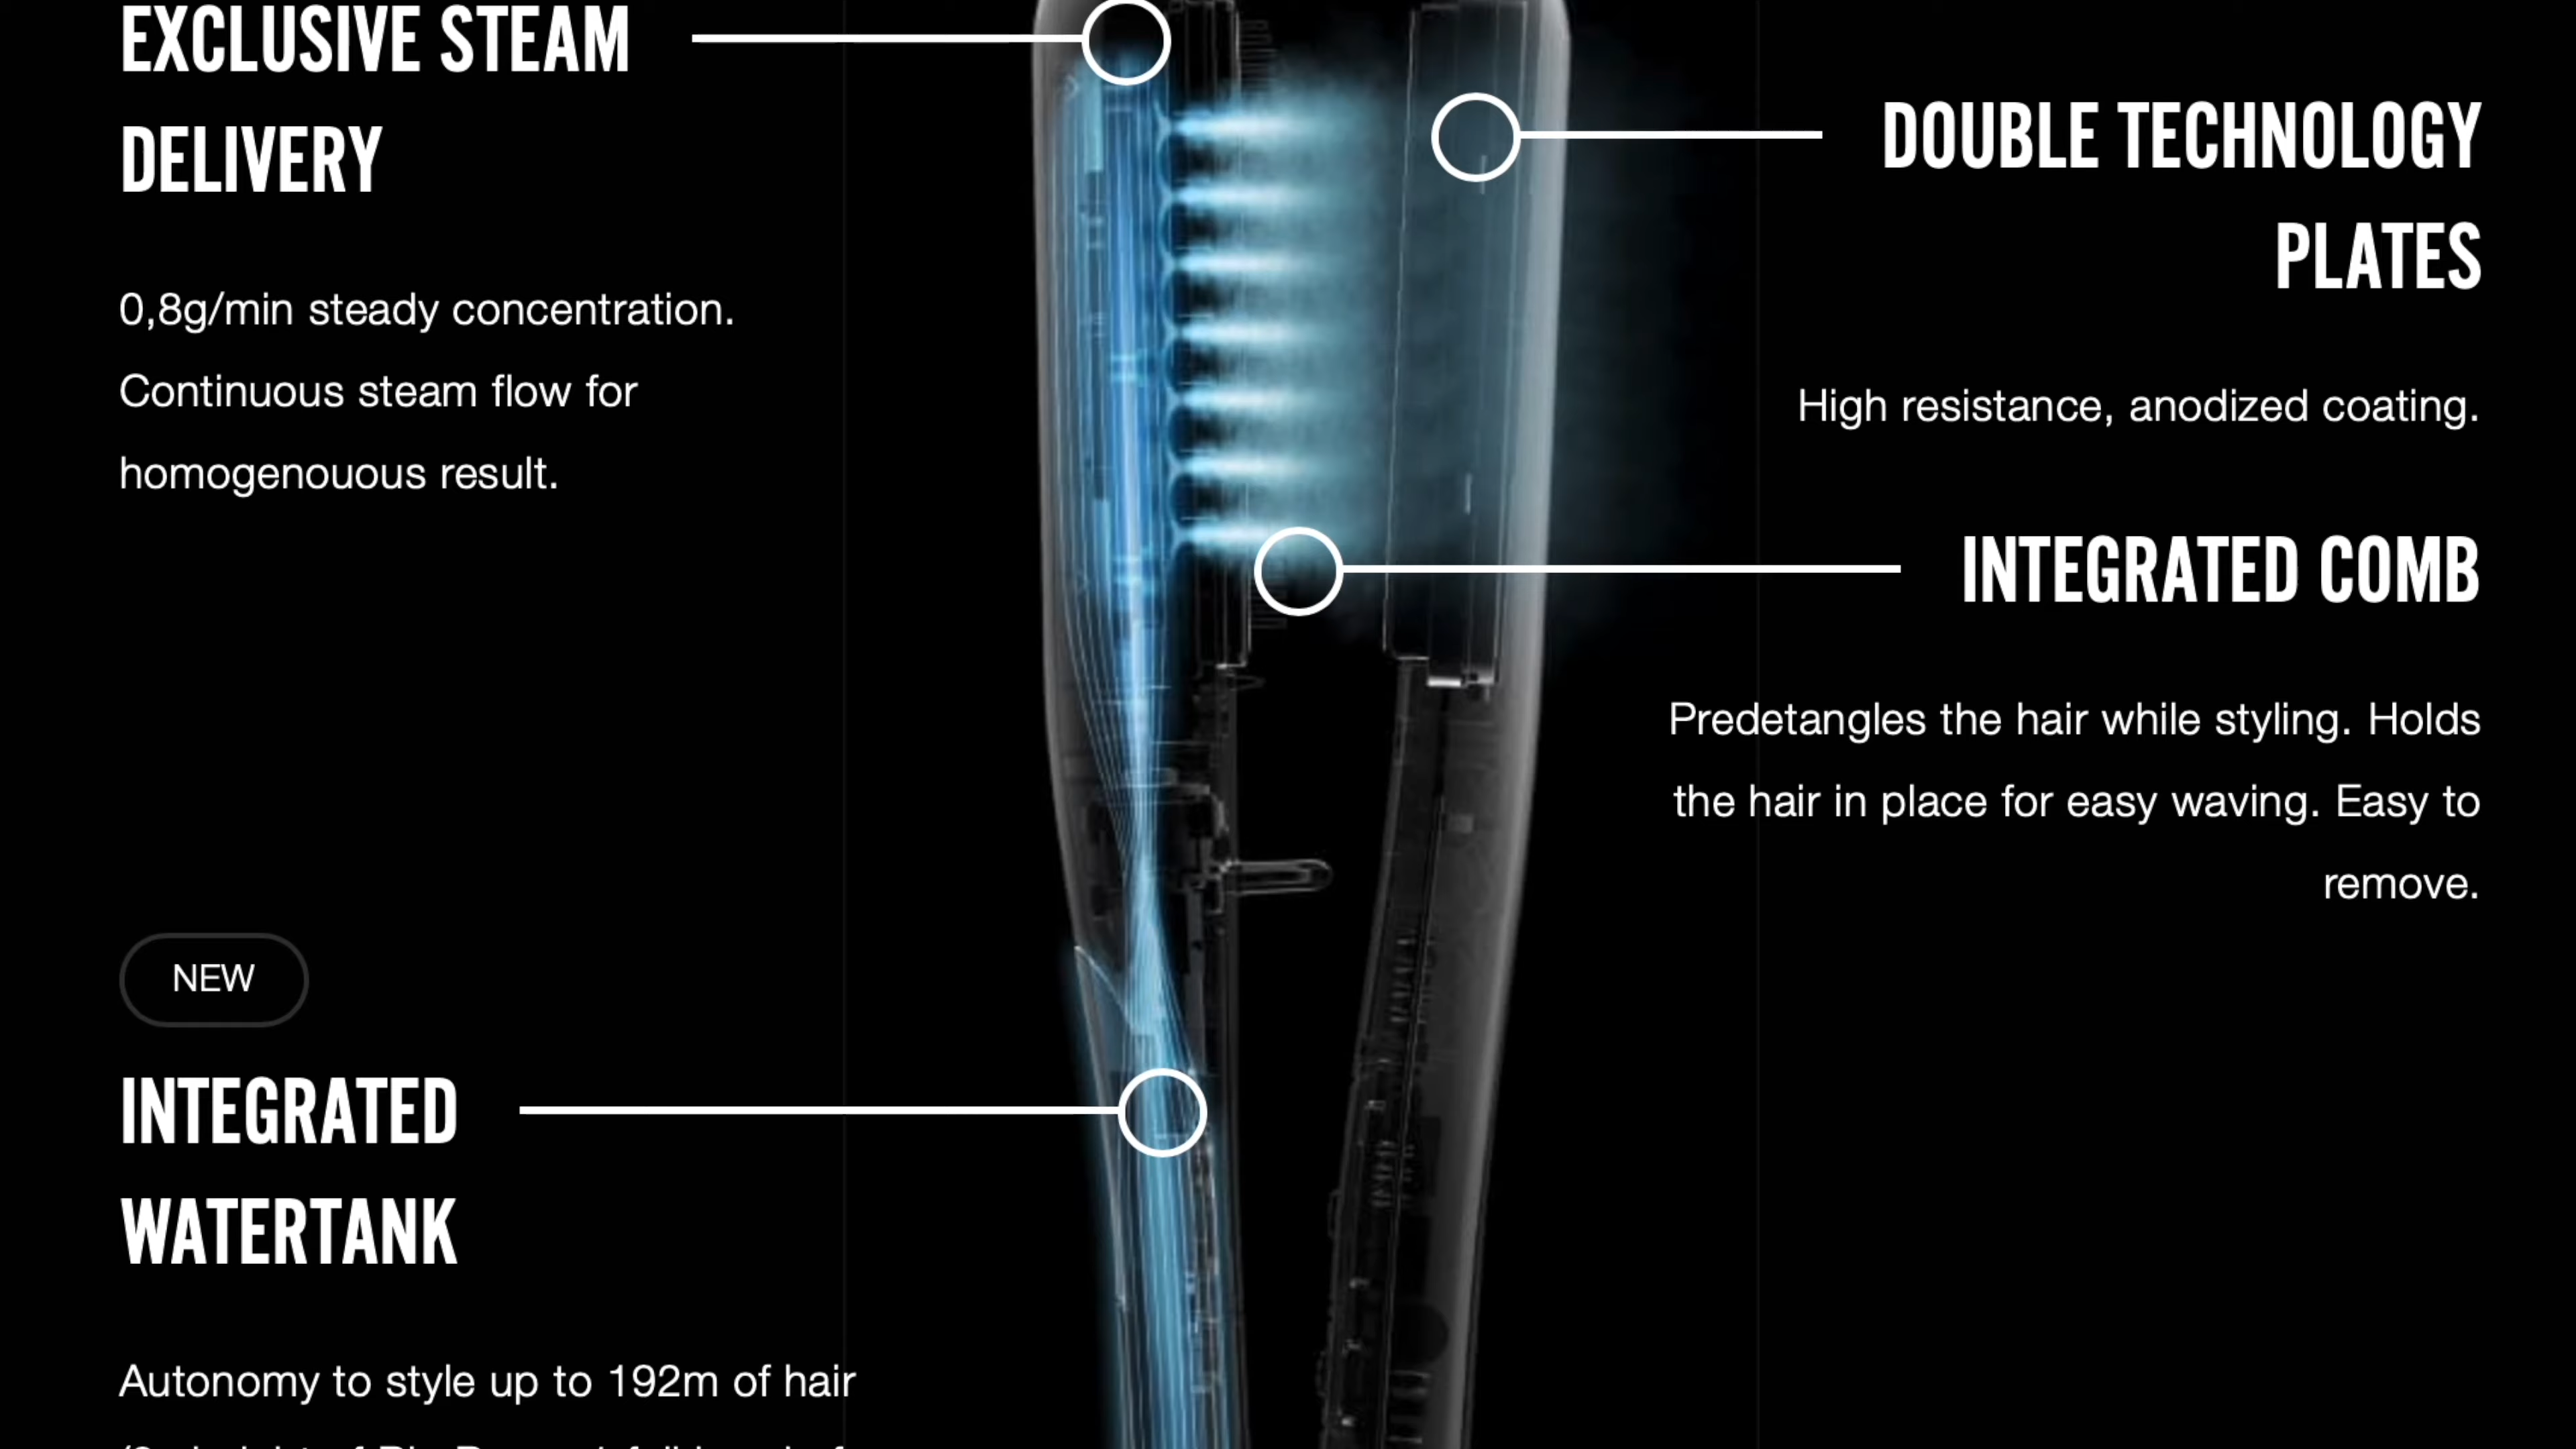 EXCLUSIVE STEAM
DELIVERY
0,8g/min steady concentration.
Continuous steam flow for
homogenouous result.
DOUBLE TECHNOLOGY
PLATES
High resistance, anodized coating.
INTEGRATED COMB
Predetangles the hair while styling. Holds
the hair in place for easy waving. Easy to
remove.
NEW
INTEGRATED
WATERTANK
Autonomy to style up to 192m of hair